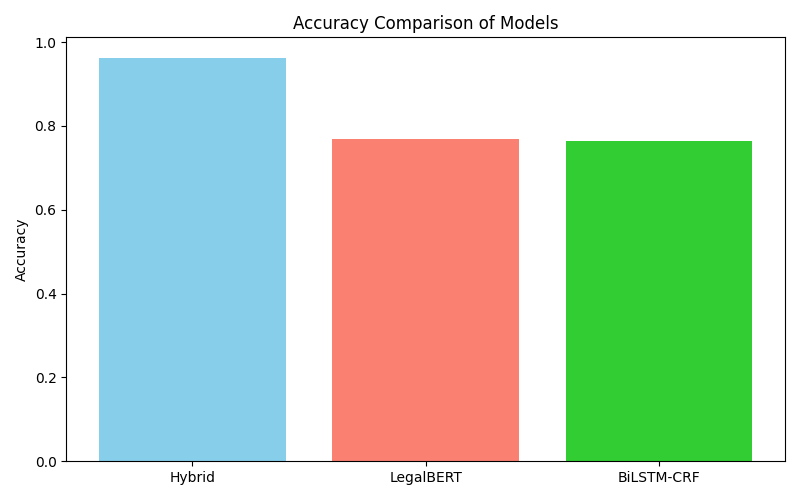 Accuracy Comparison of Models
1.0
0.8
0.6
0.4
0.2
0.0
Accuracy
Hybrid
LegalBERT
BiLSTM-CRF